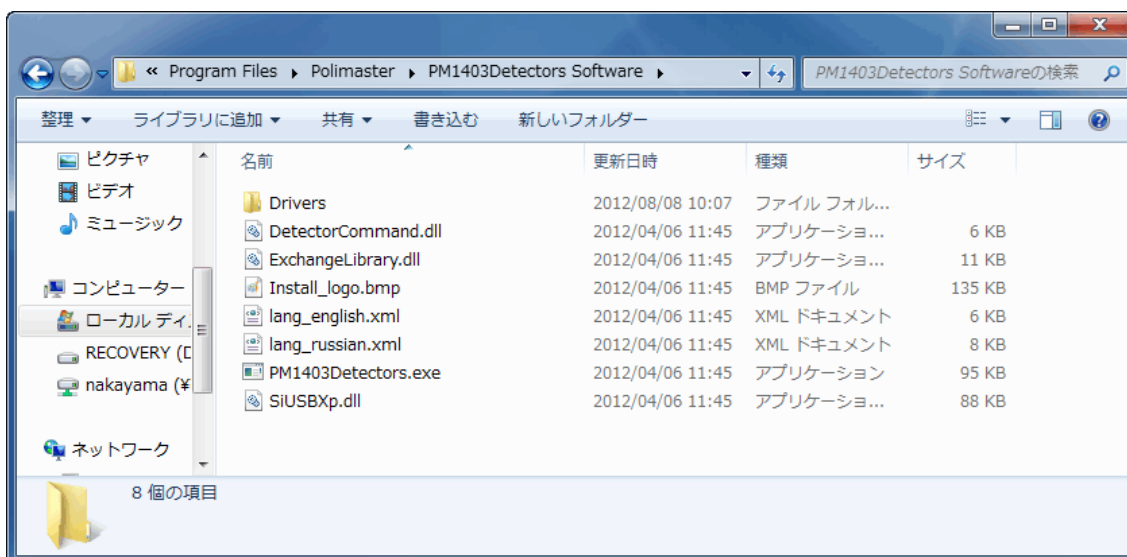 « Program Files ▸ Polimaster ▸ PM1403Detectors Software ▸
PM1403Detectors Softwareの検索
整理 ライブラリに追加 共有 書き込む 新しいフォルダー
ピクチャ
ビデオ
ミュージック
コンピューター
ローカル ディ
RECOVERY (D
nakayama (¥
ネットワーク
名前 更新日時 種類 サイズ
Drivers 2012/08/08 10:07 ファイル フォル...
DetectorCommand.dll 2012/04/06 11:45 アプリケーショ... 6 KB
ExchangeLibrary.dll 2012/04/06 11:45 アプリケーショ... 11 KB
Install_logo.bmp 2012/04/06 11:45 BMP ファイル 135 KB
lang_english.xml 2012/04/06 11:45 XML ドキュメント 6 KB
lang_russian.xml 2012/04/06 11:45 XML ドキュメント 8 KB
PM1403Detectors.exe 2012/04/06 11:45 アプリケーション 95 KB
SiUSBXp.dll 2012/04/06 11:45 アプリケーショ... 88 KB
8 個の項目